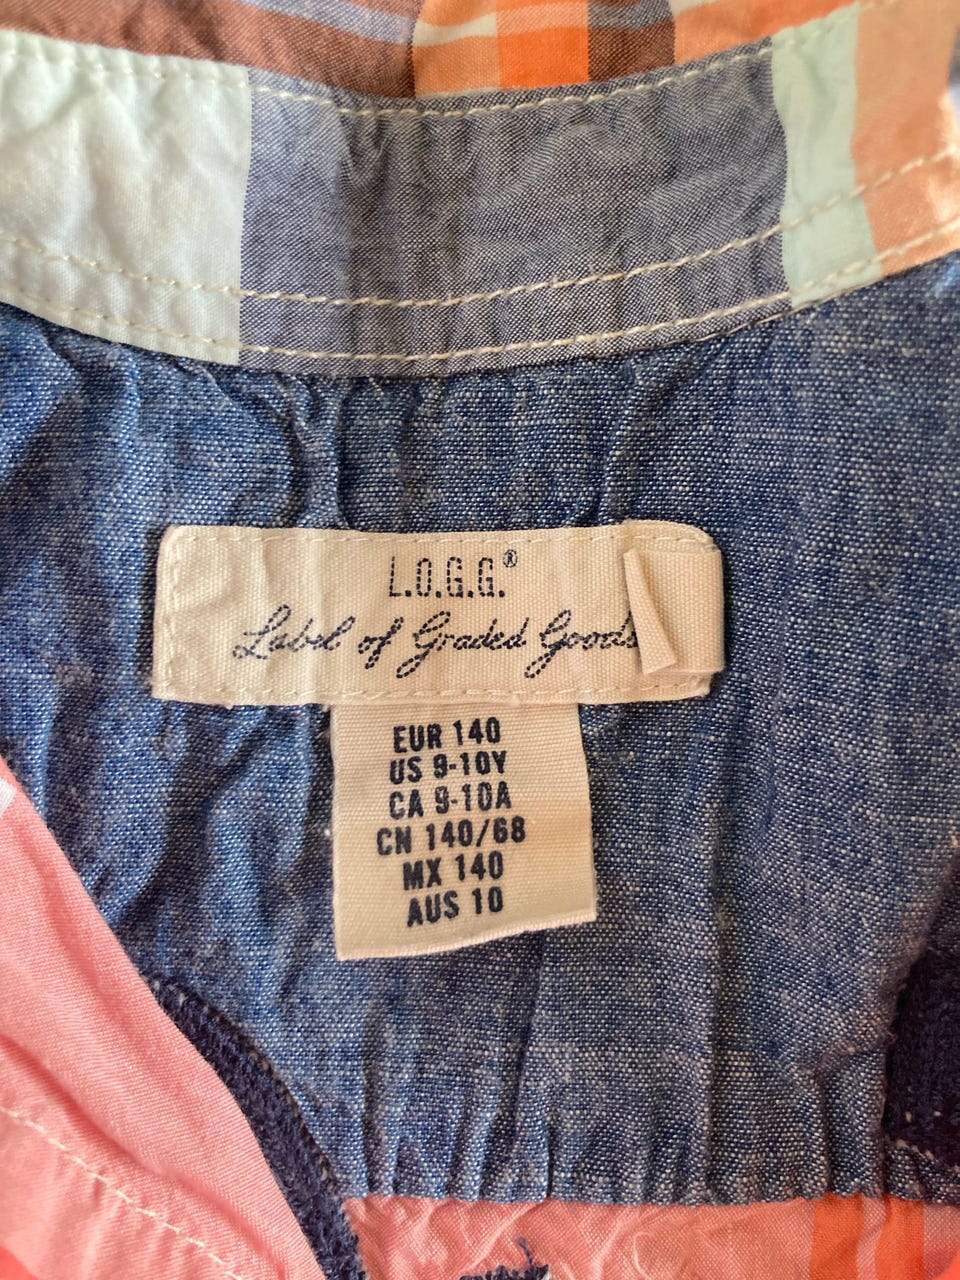 L.O.G.G.®
Label of Graded Goods
EUR 140
US 9-10Y
CA 9-10A
CN 140/68
MX 140
AUS 10